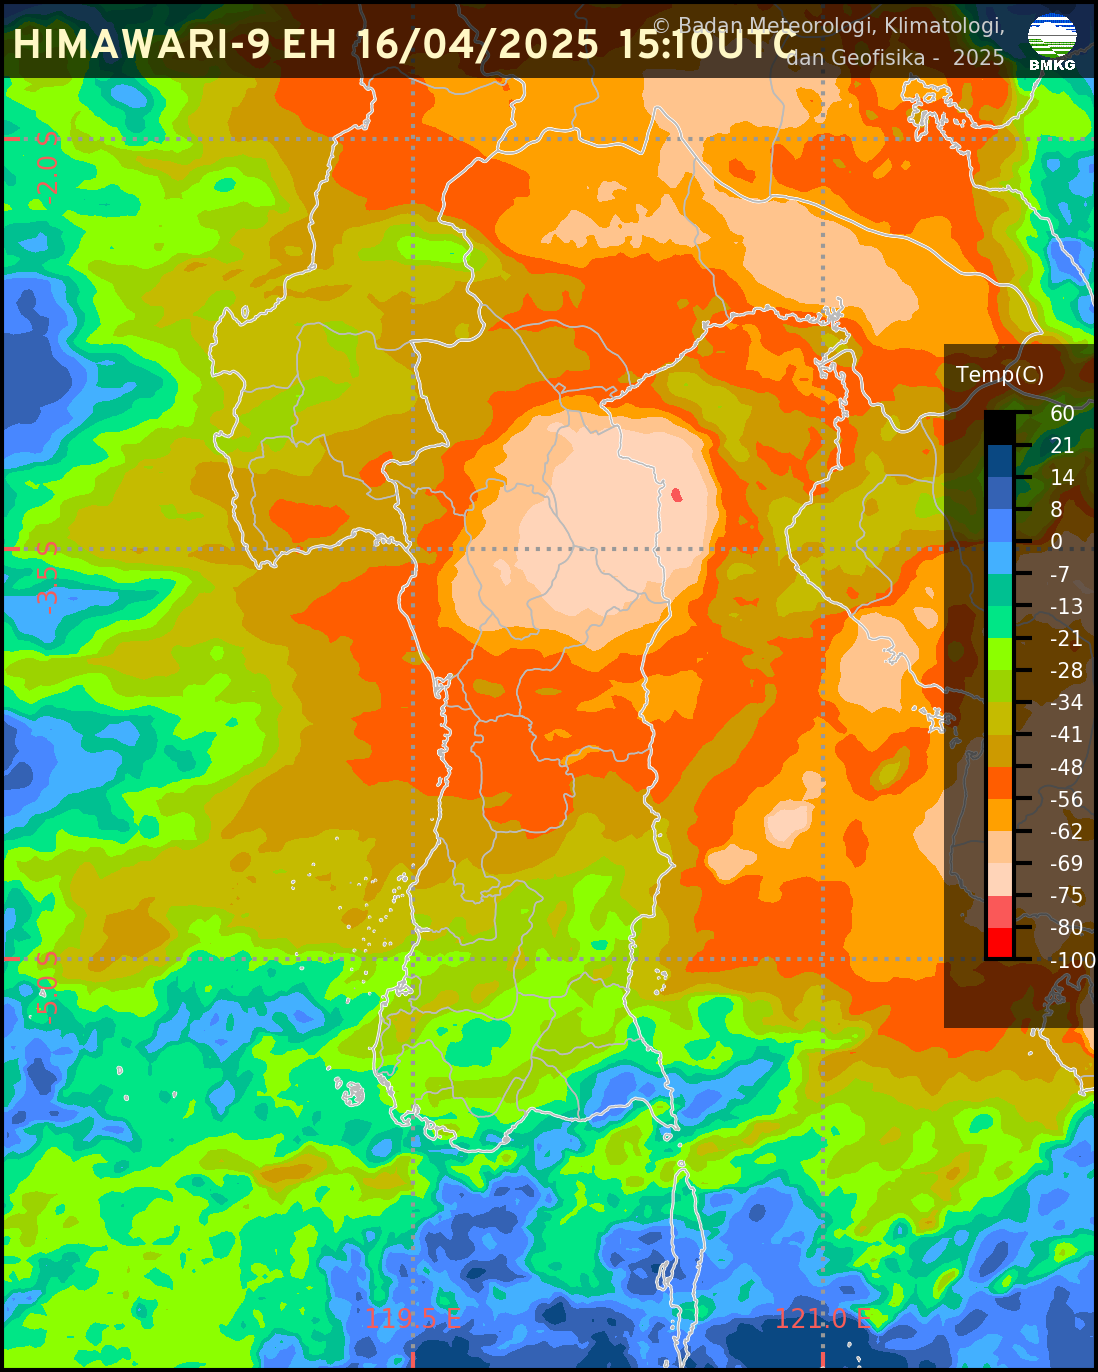 HIMAWARI-9 EH 16/04/2025 15:10UTC
© Badan Meteorologi, Klimatologi,
dan Geofisika - 2025
BMKG
-2.0 S
-3.5 S
-5.0 S
119.5 E
121.0 E
Temp(C)
60
21
14
8
0
-7
-13
-21
-28
-34
-41
-48
-56
-62
-69
-75
-80
-100